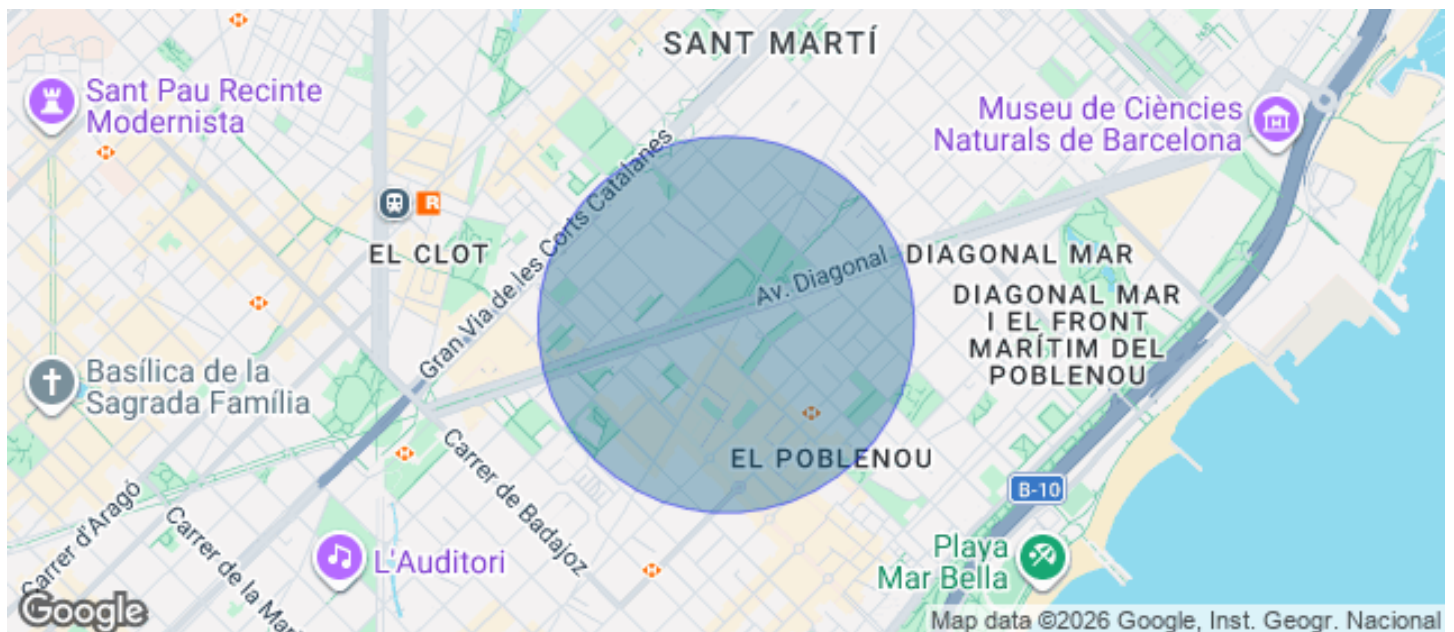 SANT MARTÍ
Sant Pau Recinte
Modernista
Museu de Ciències
Naturals de Barcelona
R
EL CLOT
Gran Via de les Corts Catalanes
Av. Diagonal
DIAGONAL MAR
DIAGONAL MAR
I EL FRONT
MARÍTIM DEL
POBLENOU
Basílica de la
Sagrada Família
EL POBLENOU
Carrer de Badajoz
B-10
Carrer d'Aragó
Carrer de la Mari
L'Auditori
Playa
Mar Bella
Google
Map data ©2026 Google, Inst. Geogr. Nacional